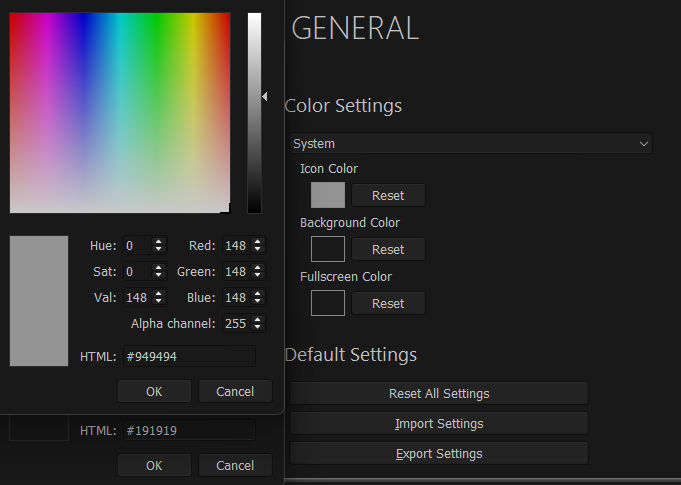 Hue: 0 Red: 148
Sat: 0 Green: 148
Val: 148 Blue: 148
Alpha channel: 255
HTML: #949494
OK Cancel
HTML: #191919
OK Cancel
GENERAL
Color Settings
System
Icon Color
Reset
Background Color
Reset
Fullscreen Color
Reset
Default Settings
Reset All Settings
Import Settings
Export Settings